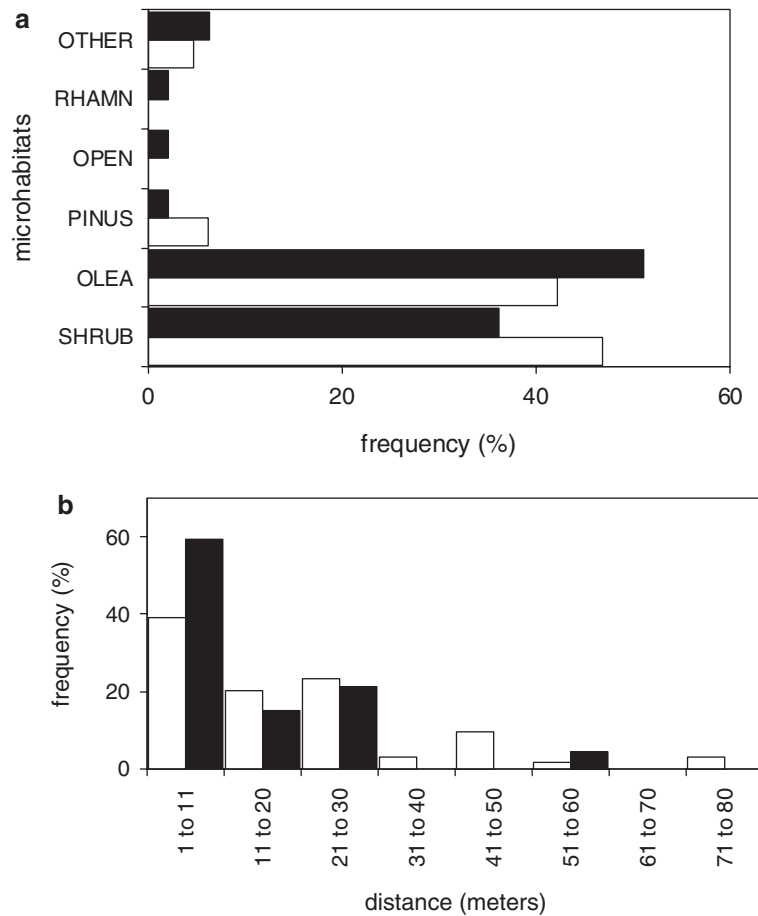 a
microhabitats
OTHER
RHAMN
OPEN
PINUS
OLEA
SHRUB
0 20 40 60
frequency (%)
b
frequency (%)
60
40
20
0
1 to 11
11 to 20
21 to 30
31 to 40
41 to 50
51 to 60
61 to 70
71 to 80
distance (meters)